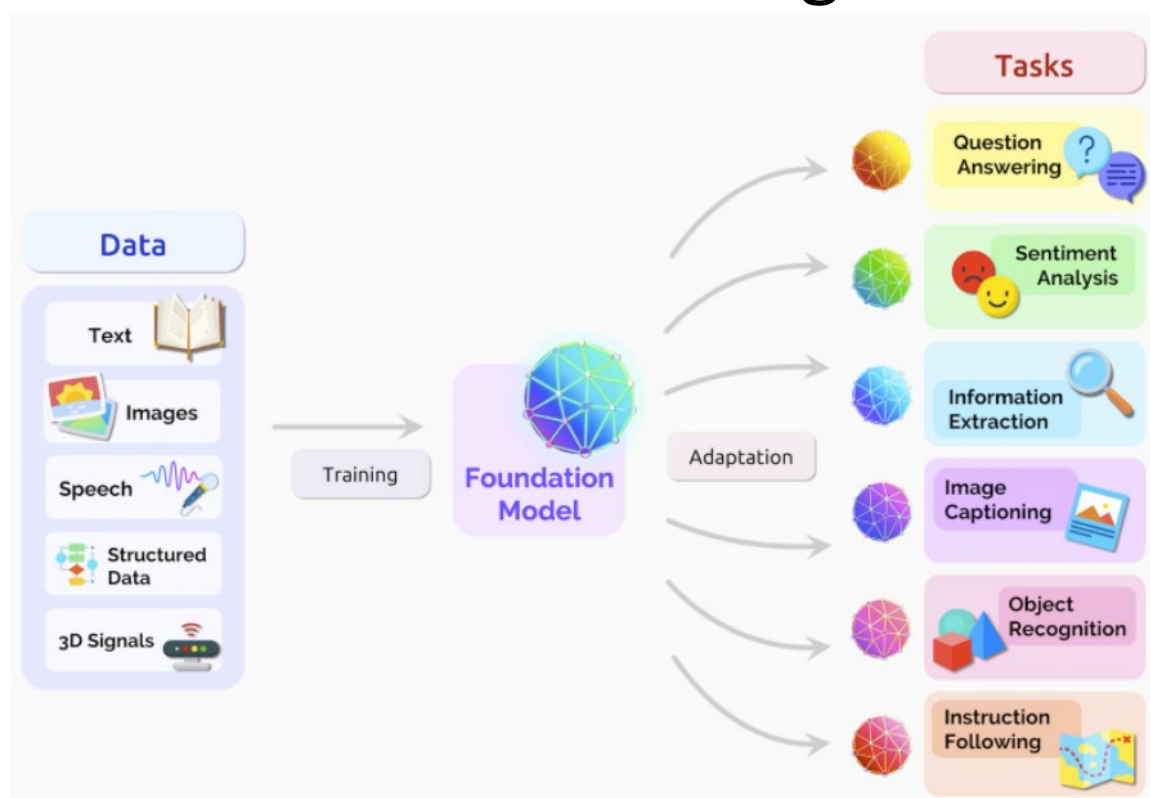 Data
Text
Images
Speech
Structured
Data
3D Signals
Training
Foundation
Model
Adaptation
Tasks
Question
Answering
?
Sentiment
Analysis
Information
Extraction
Image
Captioning
Object
Recognition
Instruction
Following